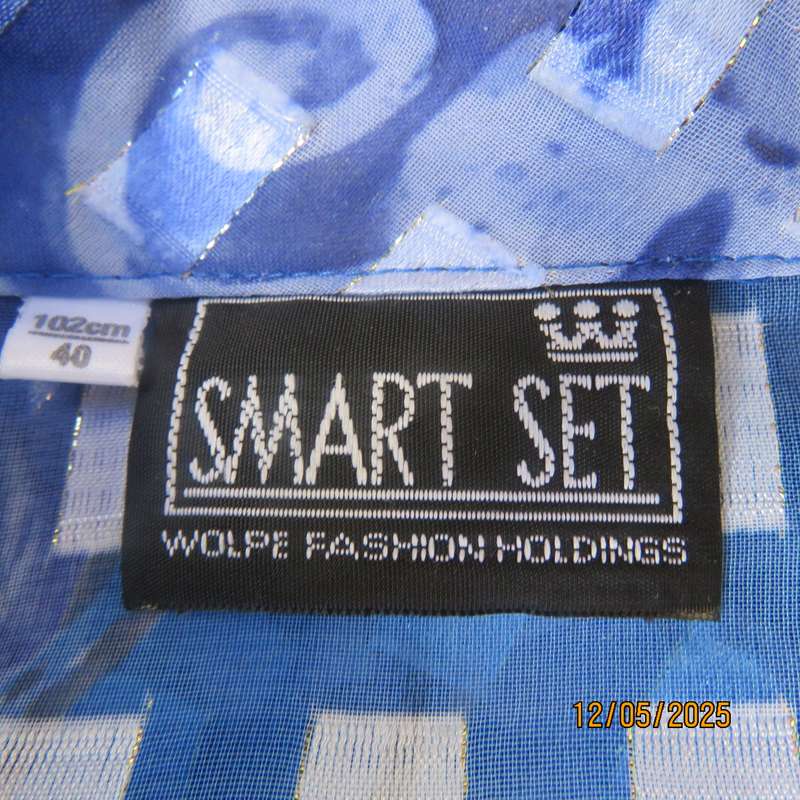 102cm
40
SMART SET
WOLPE FASHION HOLDINGS
12/05/2025